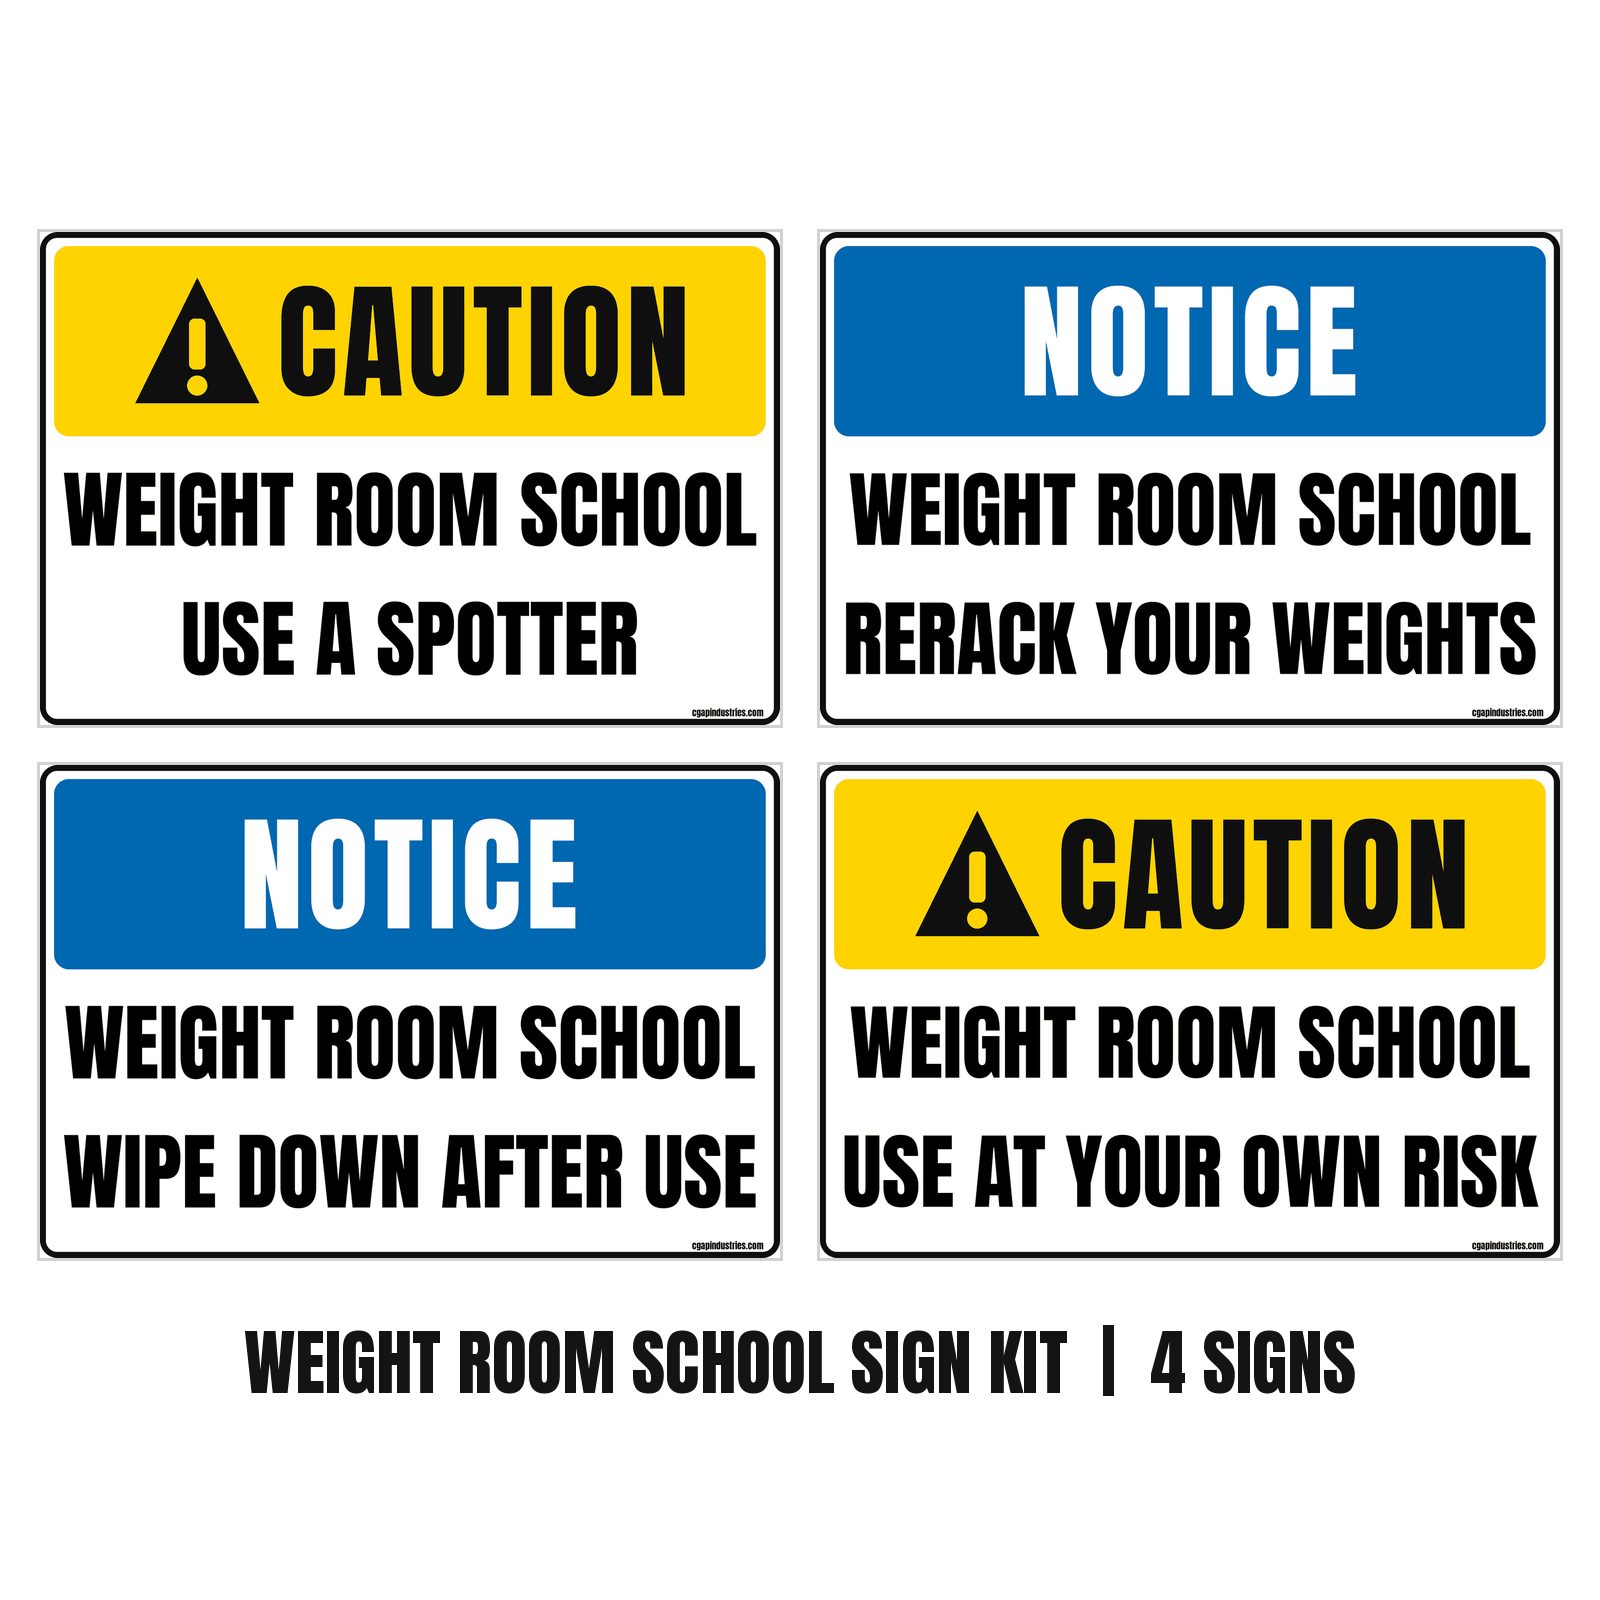 CAUTION
WEIGHT ROOM SCHOOL
USE A SPOTTER
cgapindustries.com
NOTICE
WEIGHT ROOM SCHOOL
RERACK YOUR WEIGHTS
cgapindustries.com
NOTICE
WEIGHT ROOM SCHOOL
WIPE DOWN AFTER USE
cgapindustries.com
CAUTION
WEIGHT ROOM SCHOOL
USE AT YOUR OWN RISK
cgapindustries.com
WEIGHT ROOM SCHOOL SIGN KIT | 4 SIGNS